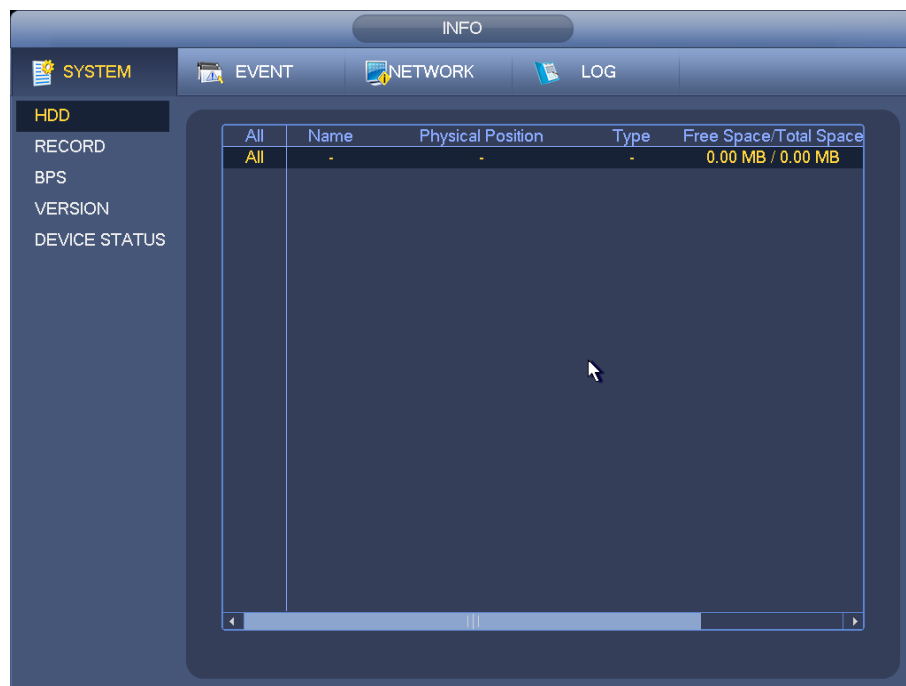 INFO
SYSTEM EVENT NETWORK LOG
HDD
RECORD
BPS
VERSION
DEVICE STATUS
All Name Physical Position Type Free Space/Total Space
All - - - 0.00 MB / 0.00 MB